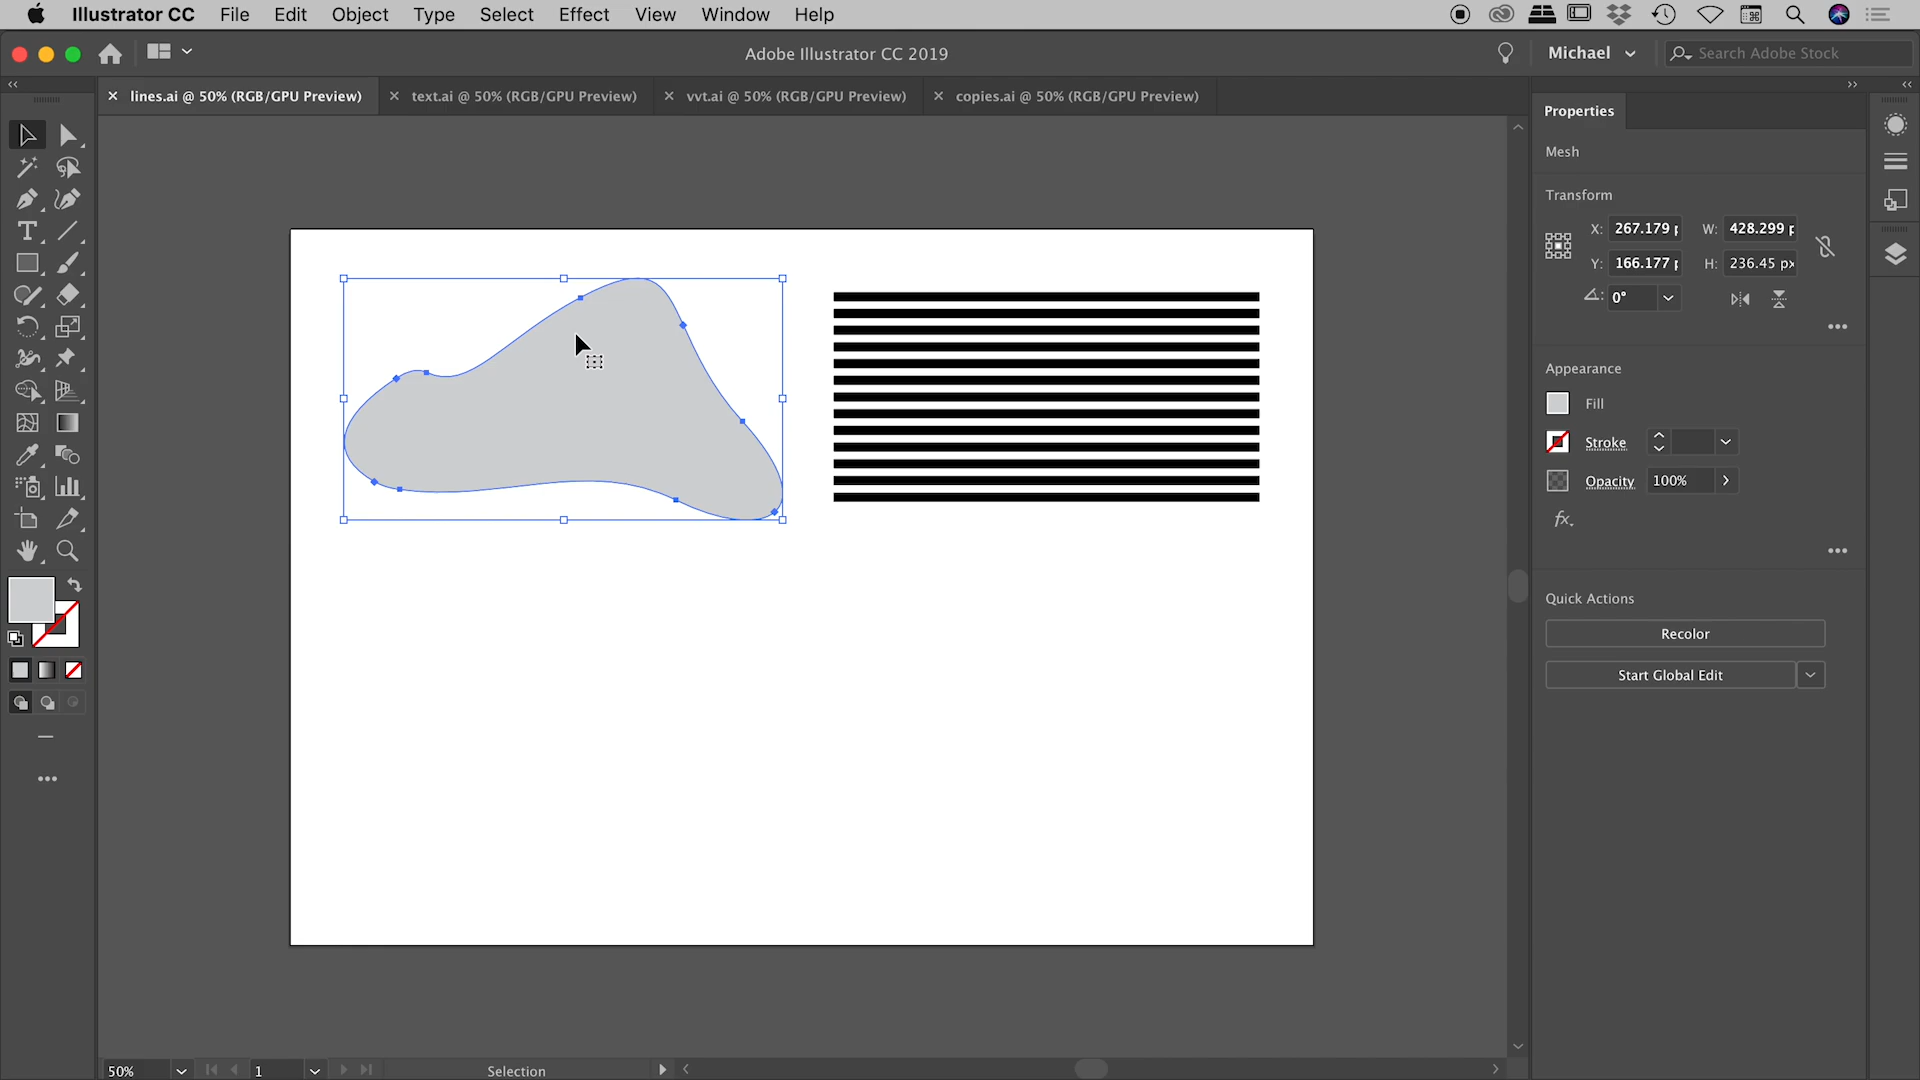 Illustrator CC File Edit Object Type Select Effect View Window Help
Adobe Illustrator CC 2019
Michael
Search Adobe Stock
lines.ai @ 50% (RGB/GPU Preview)
text.ai @ 50% (RGB/GPU Preview)
vvt.ai @ 50% (RGB/GPU Preview)
copies.ai @ 50% (RGB/GPU Preview)
Properties
Mesh
Transform
X: 267.179 W: 428.299
Y: 166.177 H: 236.45 px
0°
Appearance
Fill
Stroke
Opacity 100%
fx.
Quick Actions
Recolor
Start Global Edit
50% 1 Selection